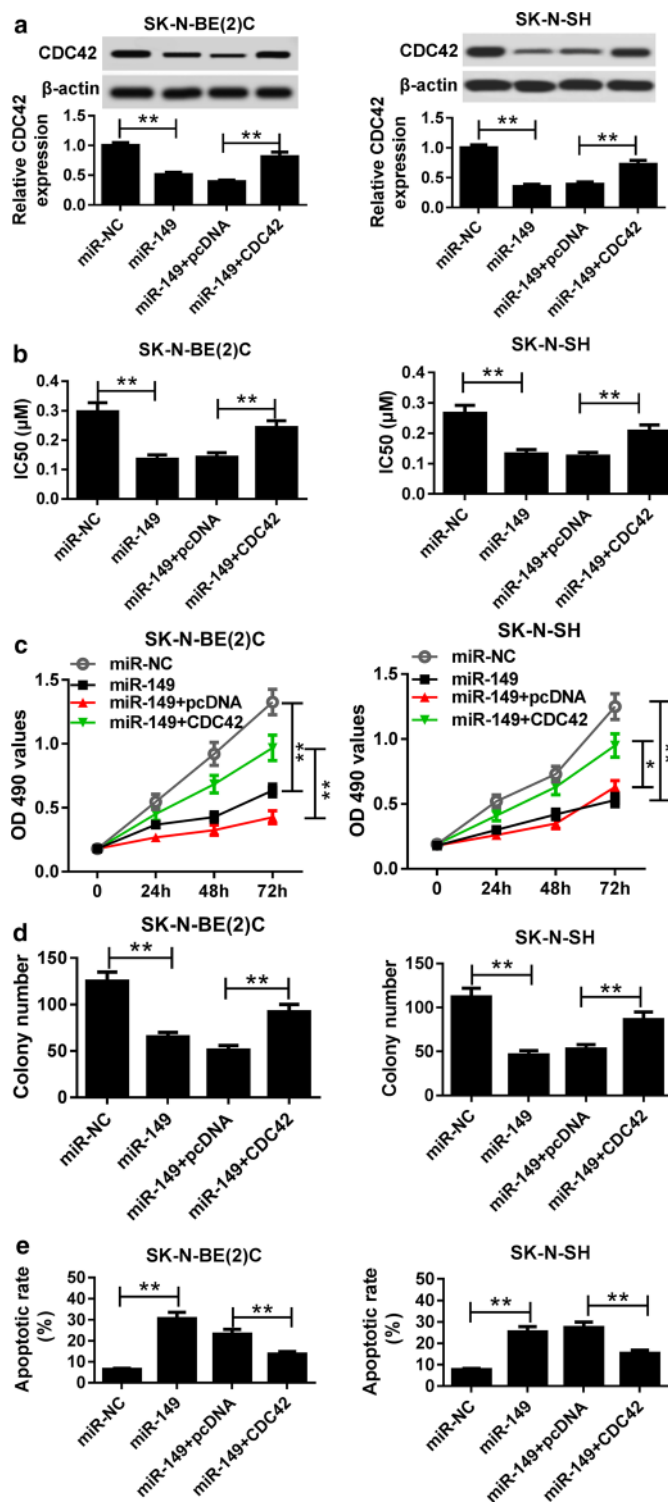 a
SK-N-BE(2)C
CDC42
β-actin
Relative CDC42
expression
1.5
1.0
0.5
0.0
**
**
miR-NC
miR-149
miR-149+pcDNA
miR-149+CDC42
SK-N-SH
CDC42
β-actin
Relative CDC42
expression
1.5
1.0
0.5
0.0
**
**
miR-NC
miR-149
miR-149+pcDNA
miR-149+CDC42
b
SK-N-BE(2)C
IC50 (μM)
0.4
0.3
0.2
0.1
0.0
**
**
miR-NC
miR-149
miR-149+pcDNA
miR-149+CDC42
SK-N-SH
IC50 (μM)
0.4
0.3
0.2
0.1
0.0
**
**
miR-NC
miR-149
miR-149+pcDNA
miR-149+CDC42
c
SK-N-BE(2)C
miR-NC
miR-149
miR-149+pcDNA
miR-149+CDC42
OD 490 values
1.5
1.0
0.5
0.0
**
**
0 24h 48h 72h
SK-N-SH
miR-NC
miR-149
miR-149+pcDNA
miR-149+CDC42
OD 490 values
1.5
1.0
0.5
0.0
*
0 24h 48h 72h
d
SK-N-BE(2)C
Colony number
150
100
50
0
**
**
miR-NC
miR-149
miR-149+pcDNA
miR-149+CDC42
SK-N-SH
Colony number
150
100
50
0
**
**
miR-NC
miR-149
miR-149+pcDNA
miR-149+CDC42
e
SK-N-BE(2)C
Apoptotic rate
(%)
50
40
30
20
10
0
**
**
miR-NC
miR-149
miR-149+pcDNA
miR-149+CDC42
SK-N-SH
Apoptotic rate
(%)
50
40
30
20
10
0
**
**
miR-NC
miR-149
miR-149+pcDNA
miR-149+CDC42